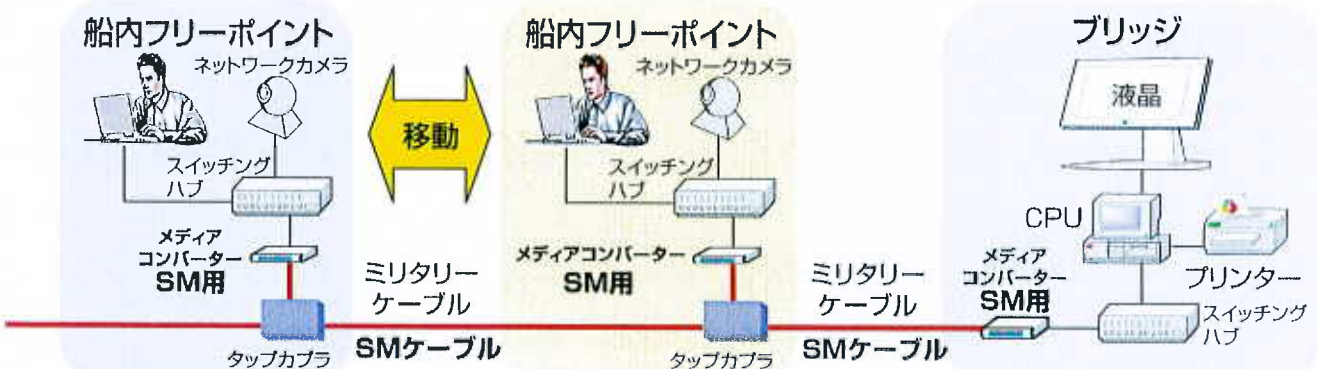 船内フリーポイント
ネットワークカメラ
スイッチング
ハブ
メディア
コンバーター
SM用
タップカプラ
移動
ミリタリー
ケーブル
SMケーブル
船内フリーポイント
ネットワークカメラ
スイッチング
ハブ
メディアコンバーター
SM用
タップカプラ
ミリタリー
ケーブル
SMケーブル
ブリッジ
液晶
CPU
プリンター
メディア
コンバーター
SM用
スイッチング
ハブ